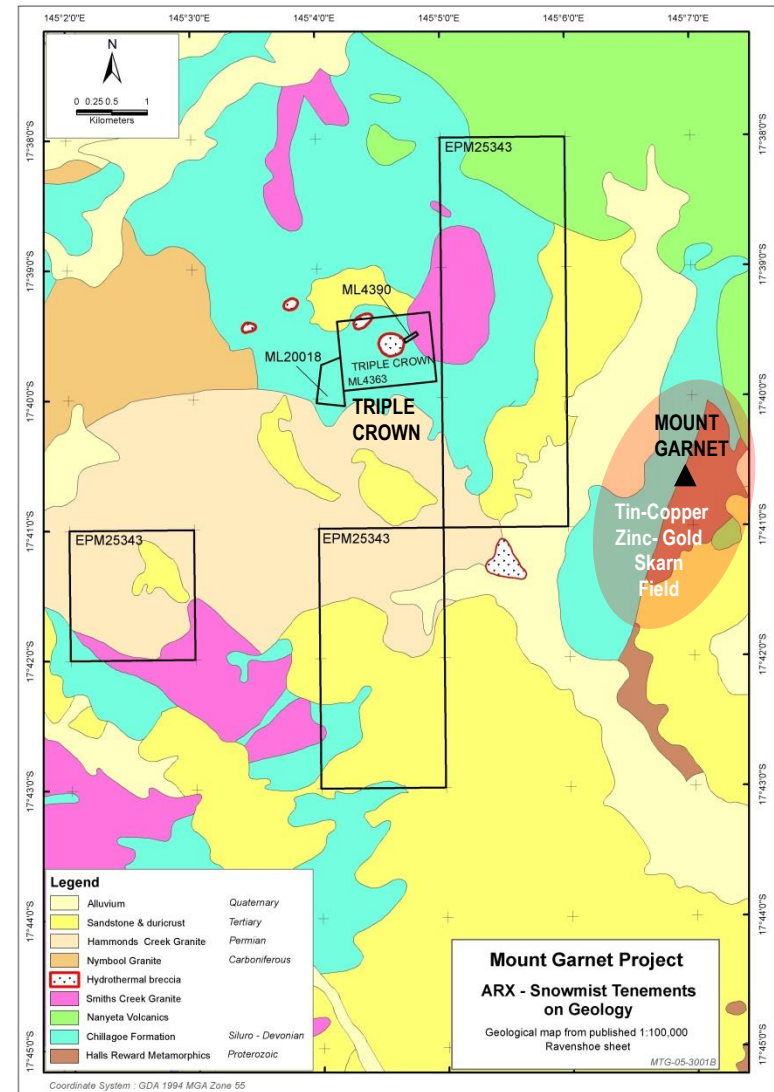 145°2'0"E 145°3'0"E 145°4'0"E 145°5'0"E 145°6'0"E 145°7'0"E
N
0 0.25 0.5 1
Kilometers
17°38'0"S
17°38'0"S
EPM25343
17°39'0"S
17°39'0"S
ML4390
ML20018
TRIPLE CROWN
ML4363
17°40'0"S
17°40'0"S
TRIPLE
CROWN
MOUNT
GARNET
Tin-Copper
Zinc- Gold
Skarn
Field
17°41'0"S
17°41'0"S
EPM25343
EPM25343
17°42'0"S
17°42'0"S
17°43'0"S
17°43'0"S
17°44'0"S
17°44'0"S
17°45'0"S
17°45'0"S
Legend
Alluvium Quaternary
Sandstone & duricrust Tertiary
Hammonds Creek Granite Permian
Nymbool Granite Carboniferous
Hydrothermal breccia
Smiths Creek Granite
Nanyeta Volcanics
Chillagoe Formation Siluro - Devonian
Halls Reward Metamorphics Proterozoic
Mount Garnet Project
ARX - Snowmist Tenements
on Geology
Geological map from published 1:100,000
Ravenshoe sheet
MTG-05-3001B
Coordinate System : GDA 1994 MGA Zone 55